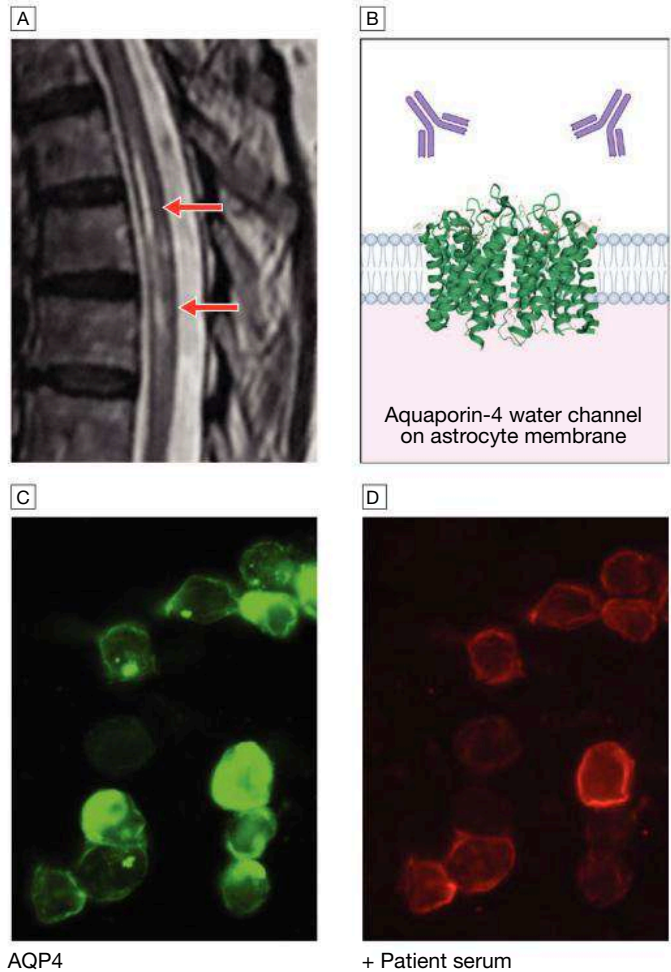 A
B
Aquaporin-4 water channel
on astrocyte membrane
C
D
AQP4
+ Patient serum